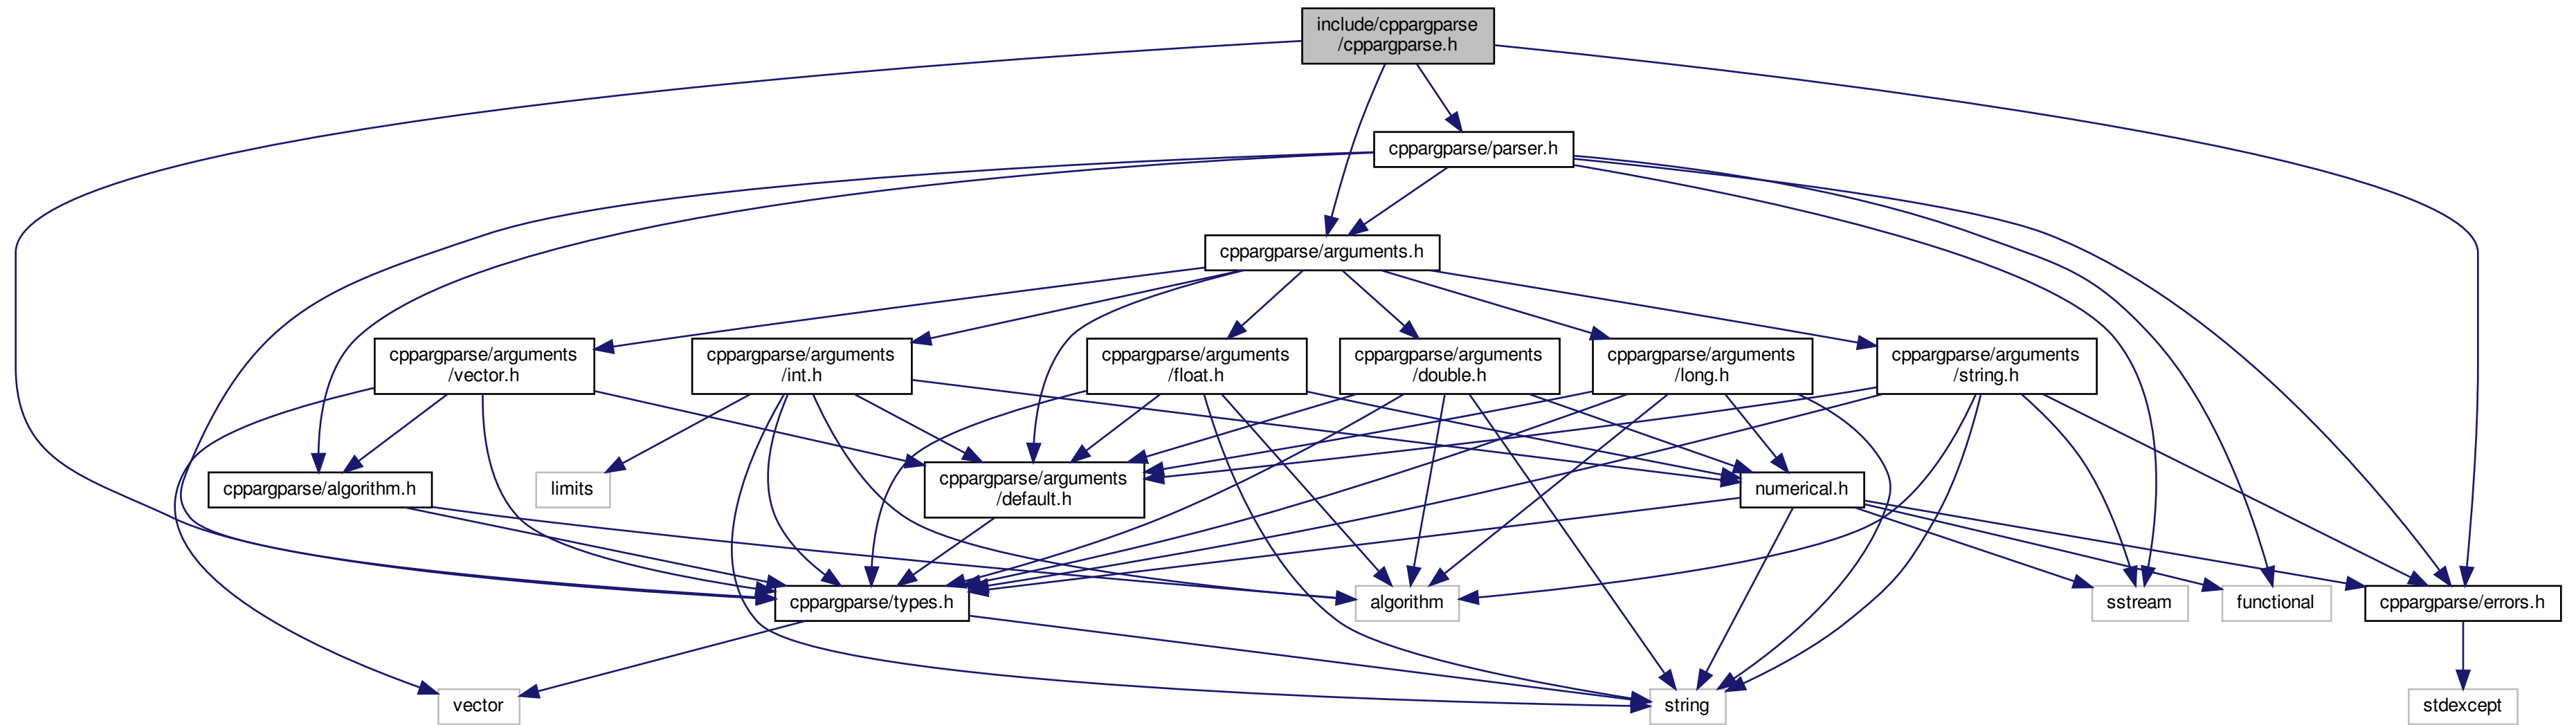 include/cppargparse
/cppargparse.h
cppargparse/parser.h
cppargparse/arguments.h
cppargparse/arguments
/vector.h
cppargparse/arguments
/int.h
cppargparse/arguments
/float.h
cppargparse/arguments
/double.h
cppargparse/arguments
/long.h
cppargparse/arguments
/string.h
cppargparse/algorithm.h
limits
cppargparse/arguments
/default.h
numerical.h
cppargparse/types.h
algorithm
sstream
functional
cppargparse/errors.h
vector
string
stdexcept